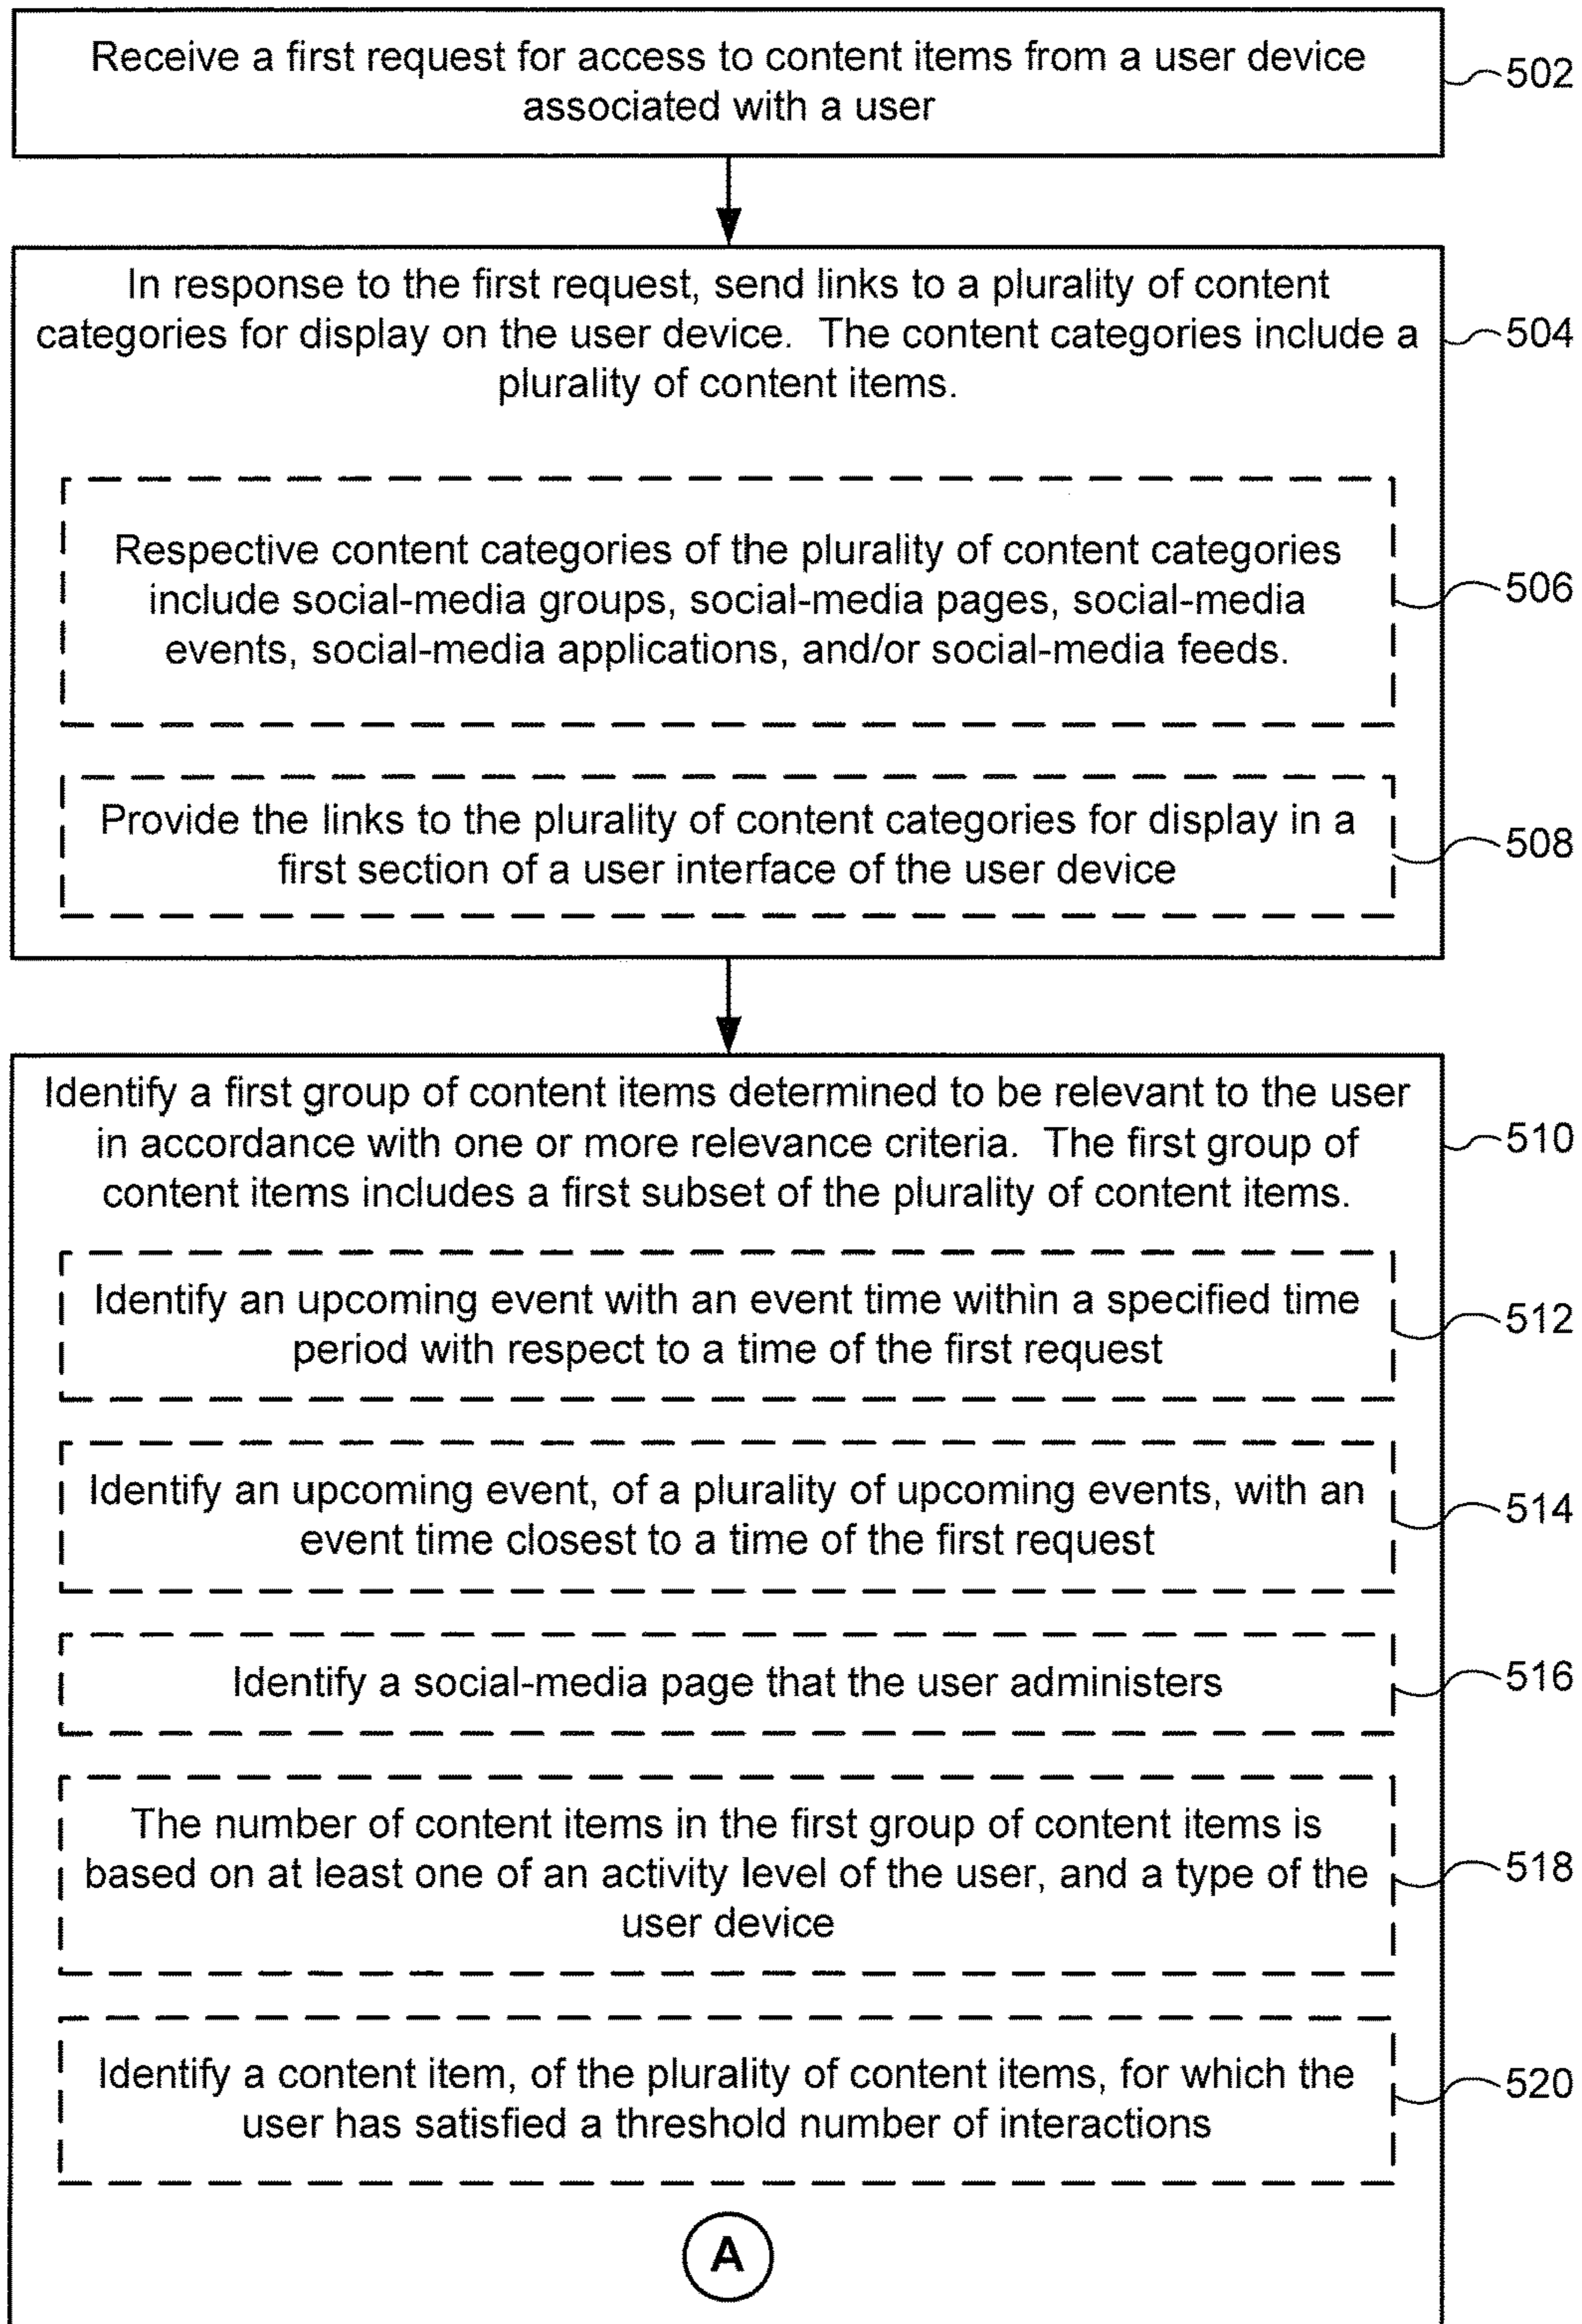 Receive a first request for access to content items from a user device
associated with a user
502
In response to the first request, send links to a plurality of content
categories for display on the user device.  The content categories include a
plurality of content items.
504
Respective content categories of the plurality of content categories
include social-media groups, social-media pages, social-media
events, social-media applications, and/or social-media feeds.
506
Provide the links to the plurality of content categories for display in a
first section of a user interface of the user device
508
Identify a first group of content items determined to be relevant to the user
in accordance with one or more relevance criteria.  The first group of
content items includes a first subset of the plurality of content items.
510
Identify an upcoming event with an event time within a specified time
period with respect to a time of the first request
512
Identify an upcoming event, of a plurality of upcoming events, with an
event time closest to a time of the first request
514
Identify a social-media page that the user administers
516
The number of content items in the first group of content items is
based on at least one of an activity level of the user, and a type of the
user device
518
Identify a content item, of the plurality of content items, for which the
user has satisfied a threshold number of interactions
520
A